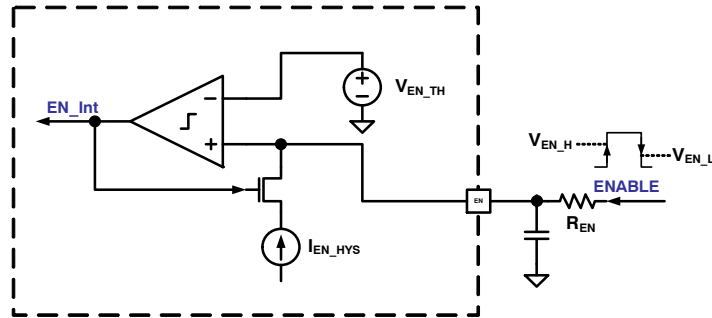 EN_Int
V_EN_TH
I_EN_HYS
EN
V_EN_H
V_EN_L
ENABLE
R_EN